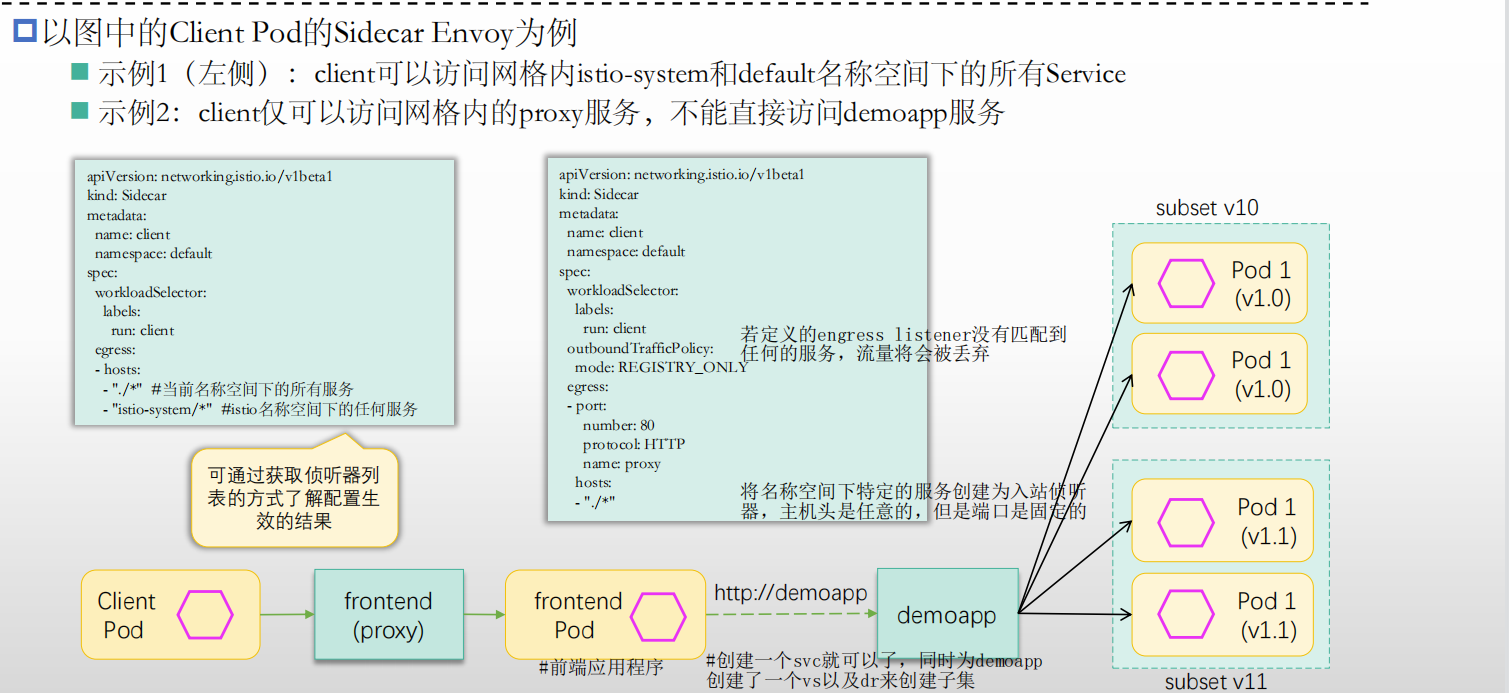 以图中的Client Pod的Sidecar Envoy为例
示例1（左侧）：client可以访问网格内istio-system和default名称空间下的所有Service
示例2：client仅可以访问网格内的proxy服务，不能直接访问demoapp服务
apiVersion: networking.istio.io/v1beta1
kind: Sidecar
metadata:
  name: client
  namespace: default
spec:
  workloadSelector:
    labels:
      run: client
  egress:
  - hosts:
    - "./*"  #当前名称空间下的所有服务
    - "istio-system/*"  #istio名称空间下的任何服务
可通过获取侦听器列
表的方式了解配置生
效的结果
apiVersion: networking.istio.io/v1beta1
kind: Sidecar
metadata:
  name: client
  namespace: default
spec:
  workloadSelector:
    labels:
      run: client
  outboundTrafficPolicy:
    mode: REGISTRY_ONLY
  egress:
  - port:
      number: 80
      protocol: HTTP
      name: proxy
    hosts:
    - "./*"
若定义的engress listener没有匹配到
任何的服务，流量将会被丢弃
将名称空间下特定的服务创建为入站侦听
器，主机头是任意的，但是端口是固定的
subset v10
Pod 1
(v1.0)
Pod 1
(v1.0)
Pod 1
(v1.1)
Pod 1
(v1.1)
subset v11
Client
Pod
frontend
(proxy)
frontend
Pod
http://demoapp
demoapp
#前端应用程序
#创建一个svc就可以了，同时为demoapp
创建了一个vs以及dr来创建子集